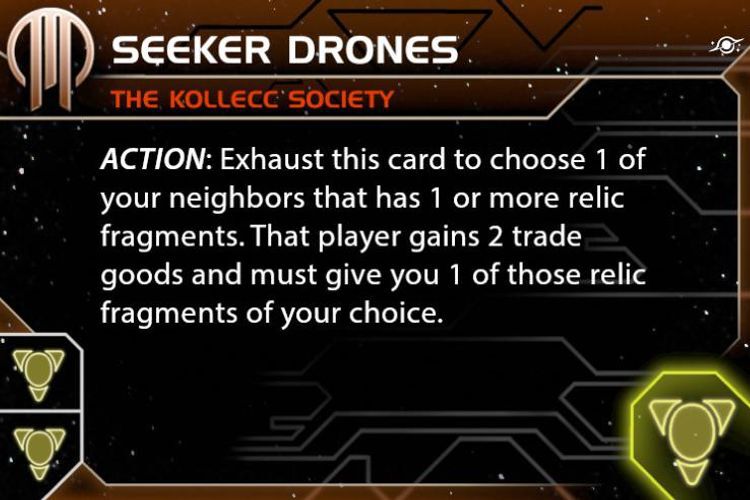 SEEKER DRONES
THE KOLLECC SOCIETY
ACTION: Exhaust this card to choose 1 of
your neighbors that has 1 or more relic
fragments. That player gains 2 trade
goods and must give you 1 of those relic
fragments of your choice.